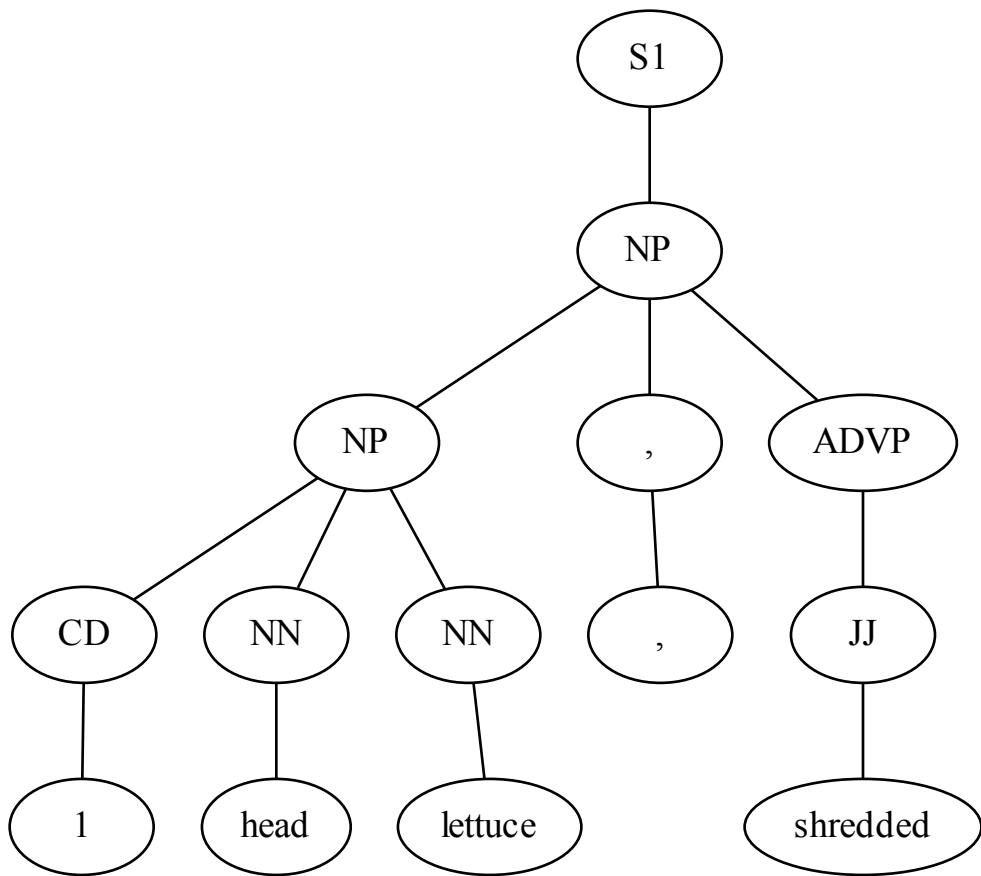 S1
NP
NP , ADVP
CD NN NN , JJ
1 head lettuce shredded